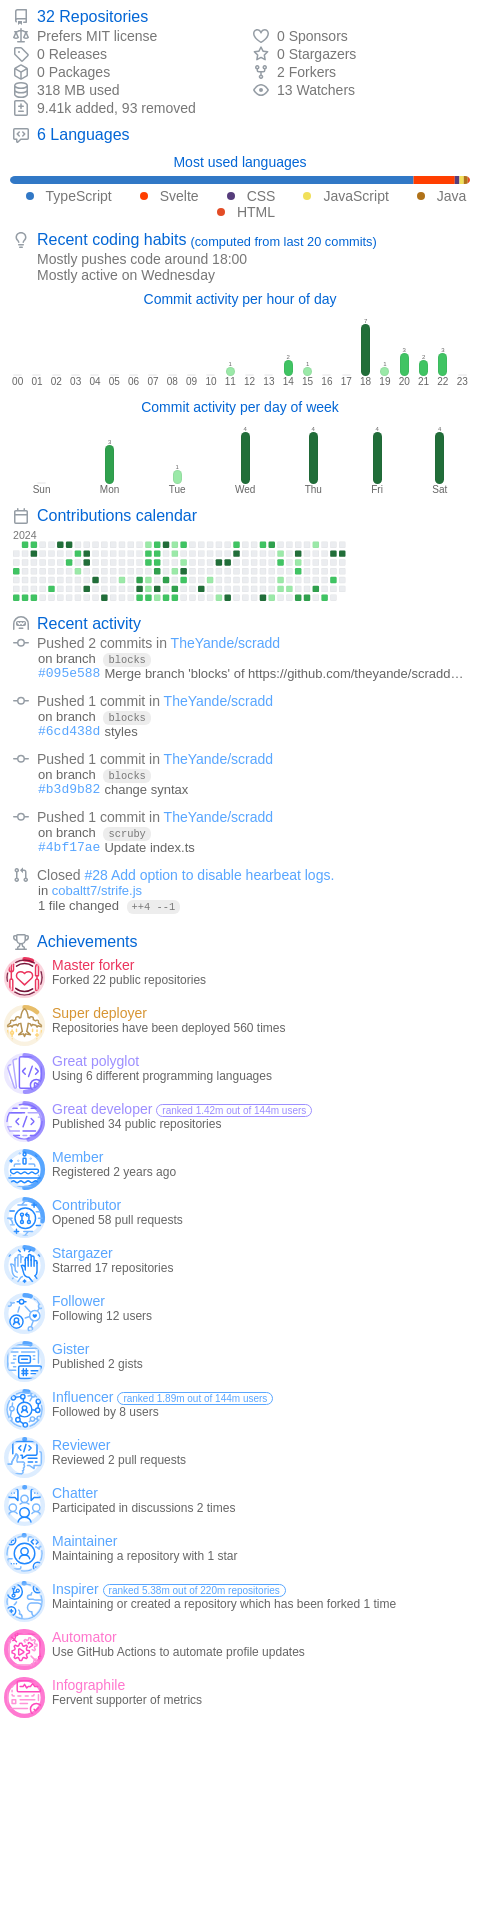 32 Repositories
Prefers MIT license
0 Sponsors
0 Releases
0 Stargazers
0 Packages
2 Forkers
318 MB used
13 Watchers
9.41k added, 93 removed
6 Languages
Most used languages
TypeScript Svelte CSS JavaScript Java
HTML
Recent coding habits (computed from last 20 commits)
Mostly pushes code around 18:00
Mostly active on Wednesday
Commit activity per hour of day
1 2 1 7 1 3 2 3
00 01 02 03 04 05 06 07 08 09 10 11 12 13 14 15 16 17 18 19 20 21 22 23
Commit activity per day of week
3 1 4 4 4 4
Sun Mon Tue Wed Thu Fri Sat
Contributions calendar
2024
Recent activity
Pushed 2 commits in TheYande/scradd
on branch blocks
#095e588 Merge branch 'blocks' of https://github.com/theyande/scradd…
Pushed 1 commit in TheYande/scradd
on branch blocks
#6cd438d styles
Pushed 1 commit in TheYande/scradd
on branch blocks
#b3d9b82 change syntax
Pushed 1 commit in TheYande/scradd
on branch scruby
#4bf17ae Update index.ts
Closed #28 Add option to disable hearbeat logs.
in cobaltt7/strife.js
1 file changed ++4 --1
Achievements
Master forker
Forked 22 public repositories
Super deployer
Repositories have been deployed 560 times
Great polyglot
Using 6 different programming languages
Great developer ranked 1.42m out of 144m users
Published 34 public repositories
Member
Registered 2 years ago
Contributor
Opened 58 pull requests
Stargazer
Starred 17 repositories
Follower
Following 12 users
Gister
Published 2 gists
Influencer ranked 1.89m out of 144m users
Followed by 8 users
Reviewer
Reviewed 2 pull requests
Chatter
Participated in discussions 2 times
Maintainer
Maintaining a repository with 1 star
Inspirer ranked 5.38m out of 220m repositories
Maintaining or created a repository which has been forked 1 time
Automator
Use GitHub Actions to automate profile updates
Infographile
Fervent supporter of metrics